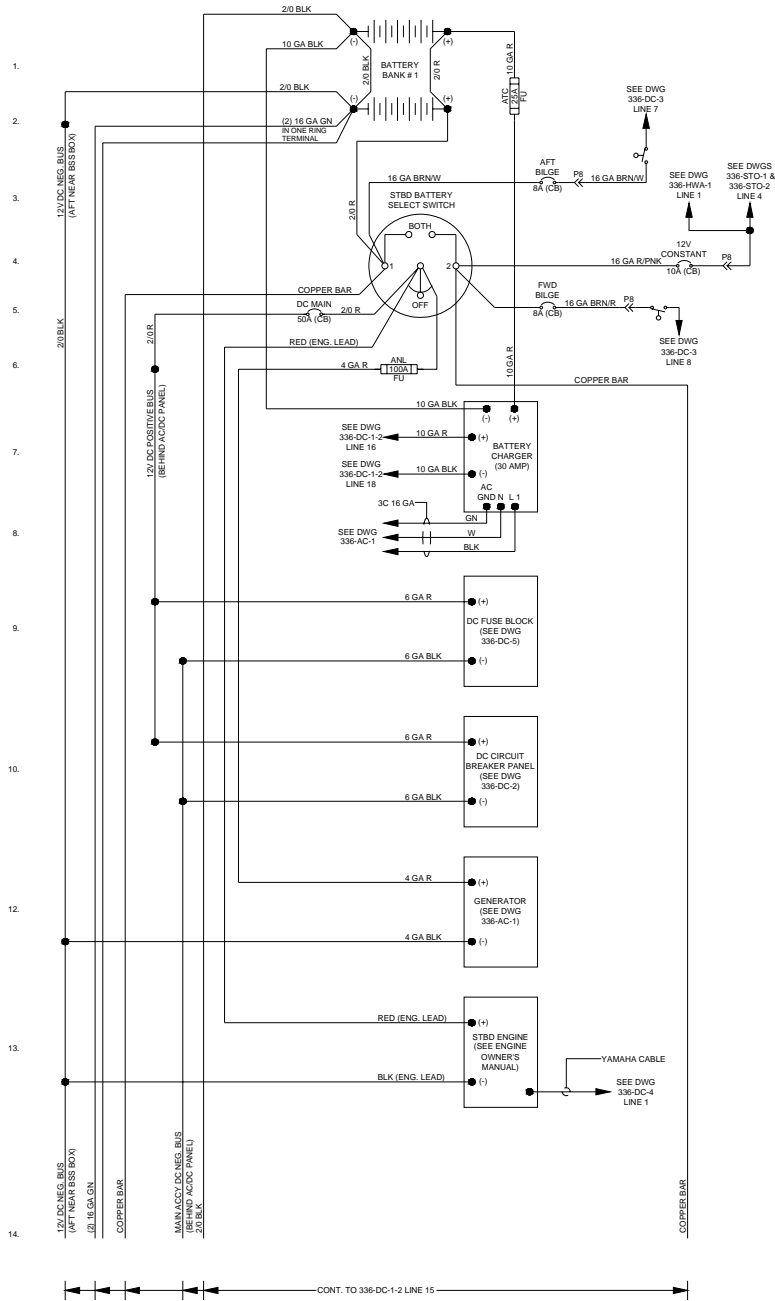 2/0 BLK
(-)
(+)
10 GA BLK
1.
BATTERY
BANK # 1
2/0 BLK
2/0 R
10 GA R
ATC
25A
FU
2/0 BLK
(-)
(+)
2.
(2) 16 GA GN
IN ONE RING
TERMINAL
12V DC NEG. BUS
(AFT NEAR BSS BOX)
SEE DWG
336-DC-3
LINE 7
AFT
BILGE
8A (CB)
P8
16 GA BRN/W
16 GA BRN/W
SEE DWG
336-HWA-1
LINE 1
SEE DWGS
336-STO-1 &
336-STO-2
LINE 4
3.
2/0 R
STBD BATTERY
SELECT SWITCH
BOTH
4.
1
2
OFF
16 GA R/PNK
12V
CONSTANT
10A (CB)
P8
COPPER BAR
FWD
BILGE
8A (CB)
16 GA BRN/R
P8
5.
DC MAIN
50A (CB)
2/0 R
2/0 BLK
2/0 R
RED (ENG. LEAD)
SEE DWG
336-DC-3
LINE 8
6.
4 GA R
ANL
100A
FU
10 GA R
COPPER BAR
12V DC POSITIVE BUS
(BEHIND AC/DC PANEL)
10 GA BLK
(-)
(+)
7.
SEE DWG
336-DC-1-2
LINE 16
10 GA R
(+)
BATTERY
CHARGER
(30 AMP)
SEE DWG
336-DC-1-2
LINE 18
10 GA BLK
(-)
AC
GND N L 1
3C 16 GA
8.
SEE DWG
336-AC-1
GN
W
BLK
9.
6 GA R
(+)
DC FUSE BLOCK
(SEE DWG
336-DC-5)
6 GA BLK
(-)
10.
6 GA R
(+)
DC CIRCUIT
BREAKER PANEL
(SEE DWG
336-DC-2)
6 GA BLK
(-)
12.
4 GA R
(+)
GENERATOR
(SEE DWG
336-AC-1)
4 GA BLK
(-)
13.
RED (ENG. LEAD)
(+)
STBD ENGINE
(SEE ENGINE
OWNER'S
MANUAL)
BLK (ENG. LEAD)
(-)
YAMAHA CABLE
SEE DWG
336-DC-4
LINE 1
14.
12V DC NEG. BUS
(AFT NEAR BSS BOX)
(2) 16 GA GN
COPPER BAR
MAIN ACCY DC NEG. BUS
(BEHIND AC/DC PANEL)
2/0 BLK
COPPER BAR
CONT. TO 336-DC-1-2 LINE 15